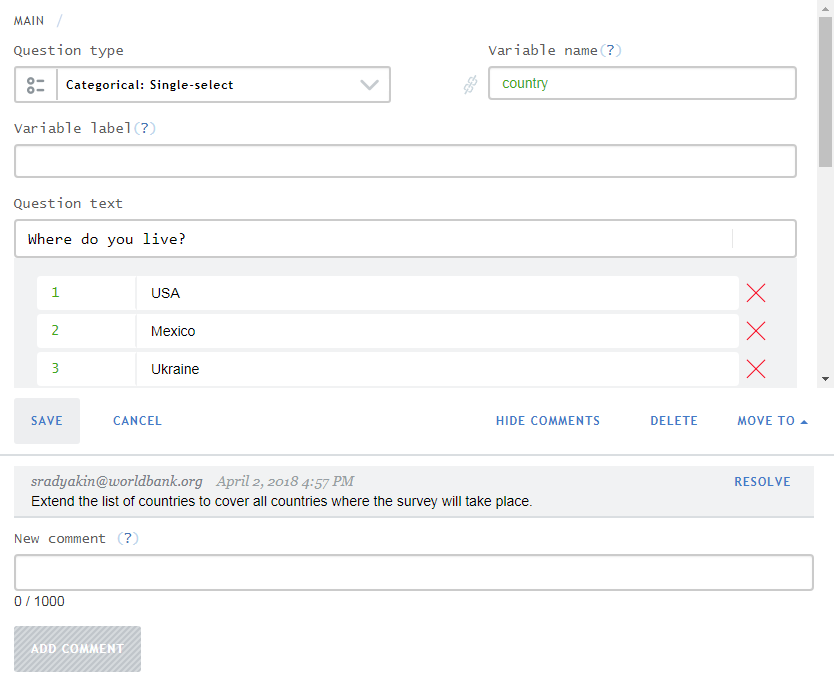 MAIN /
Question type
Variable name(?)
Categorical: Single-select
country
Variable label(?)
Question text
Where do you live?
1 USA
2 Mexico
3 Ukraine
SAVE CANCEL HIDE COMMENTS DELETE MOVE TO
sradyakin@worldbank.org April 2, 2018 4:57 PM RESOLVE
Extend the list of countries to cover all countries where the survey will take place.
New comment (?)
0 / 1000
ADD COMMENT